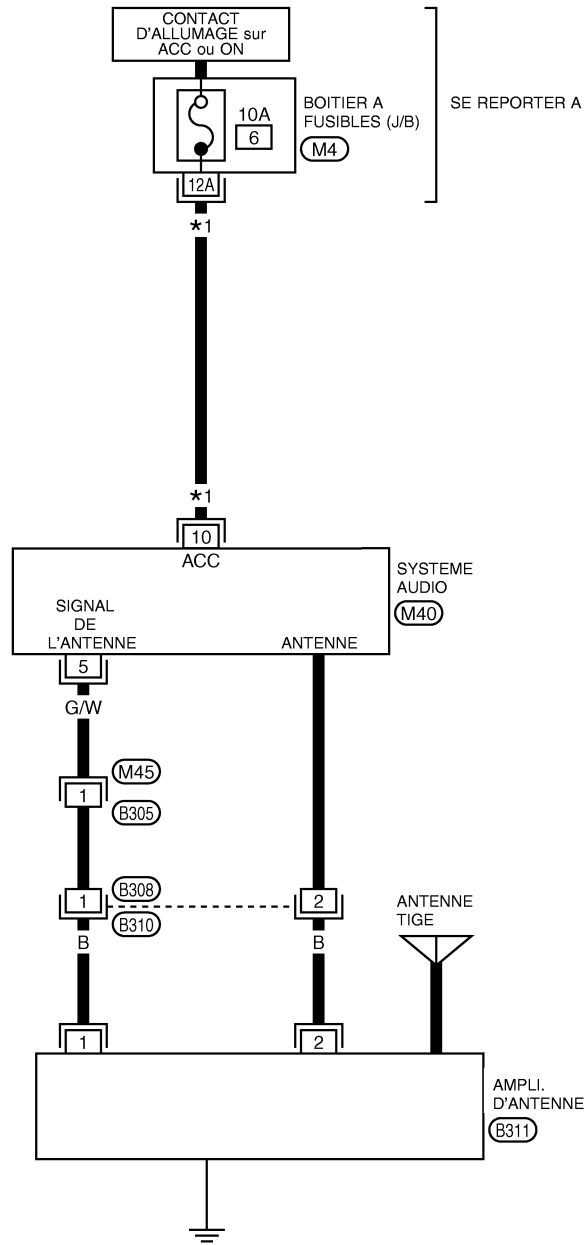 CONTACT
D'ALLUMAGE sur
ACC ou ON
10A
6
BOITIER A
FUSIBLES (J/B)
M4
SE REPORTER A
12A
*1
*1
10
ACC
SYSTEME
AUDIO
M40
SIGNAL
DE
L'ANTENNE
ANTENNE
5
G/W
M45
1
B305
1
B308
2
B310
B
B
ANTENNE
TIGE
1
2
AMPLI.
D'ANTENNE
B311